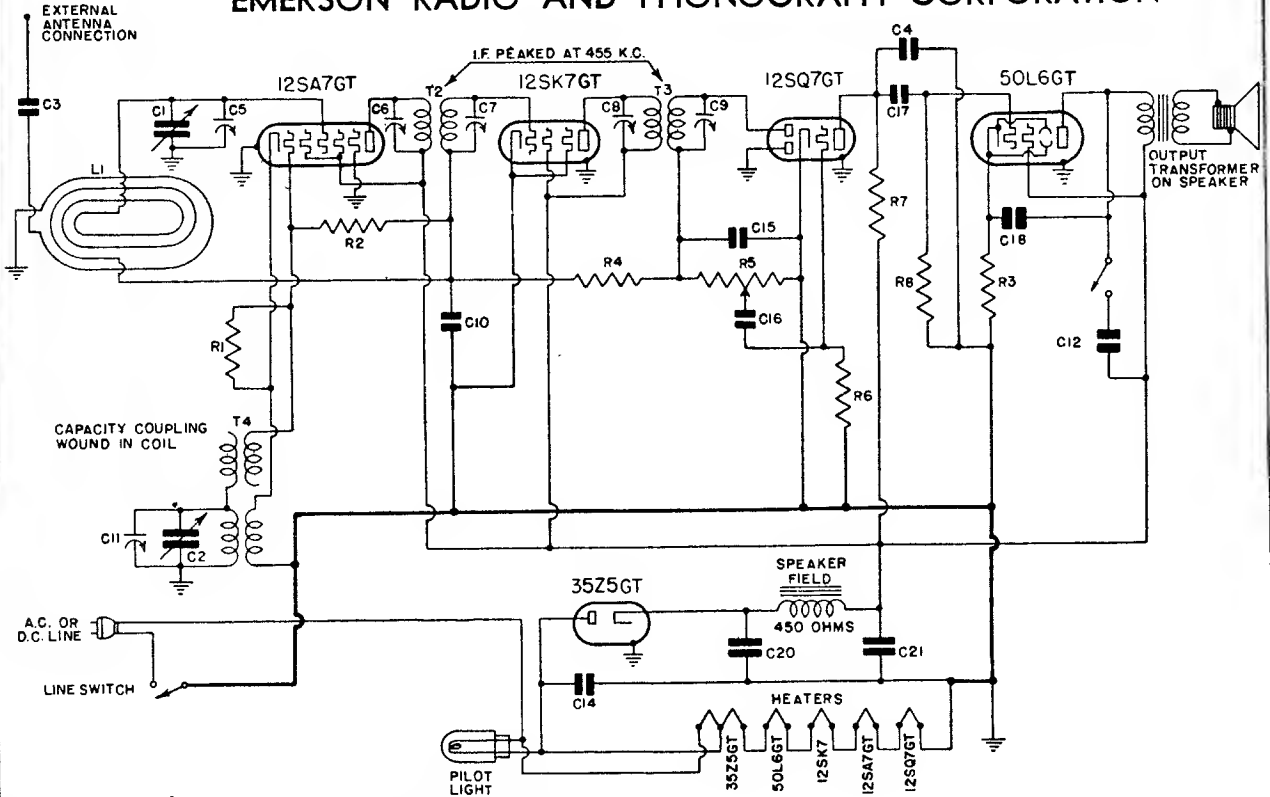 EMERSON RADIO AND PHONOGRAPH CORPORATION
EXTERNAL
ANTENNA
CONNECTION
C3
I.F. PEAKED AT 455 K.C.
12SA7GT
12SK7GT
12SQ7GT
50L6GT
C1
C5
C6
T2
C7
C8
T3
C9
C4
C17
L1
OUTPUT
TRANSFORMER
ON SPEAKER
R2
R7
C15
C18
R4
R5
R8
R3
C10
C16
C12
R1
R6
CAPACITY COUPLING
WOUND IN COIL
T4
C11
C2
35Z5GT
SPEAKER
FIELD
450 OHMS
A.C. OR
D.C. LINE
C20
C21
LINE SWITCH
C14
HEATERS
PILOT
LIGHT
35Z5GT
50L6GT
12SK7
12SA7GT
12SQ7GT